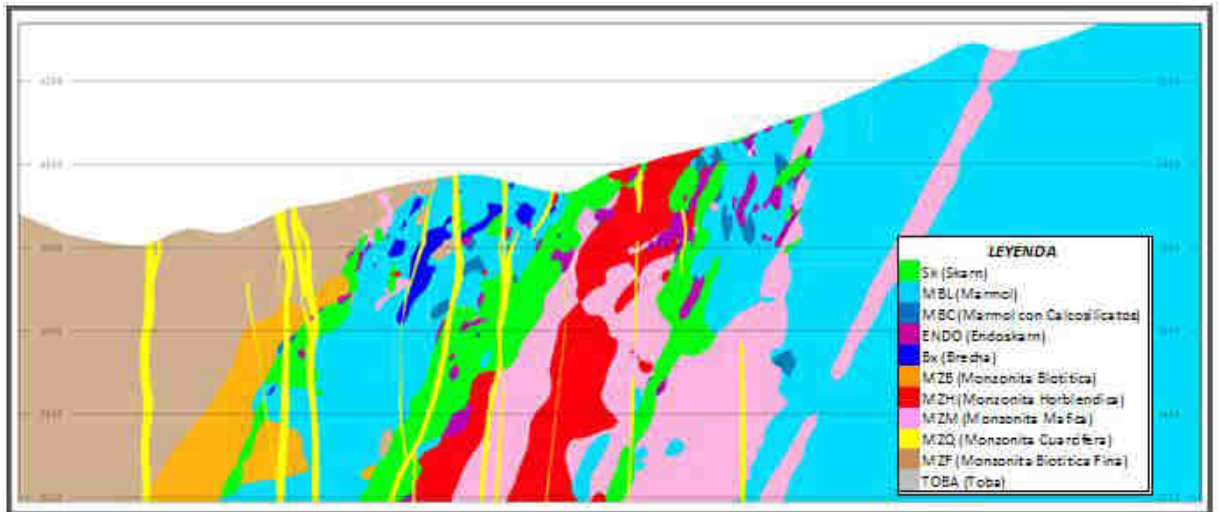 LEYENDA
Sk (Skarn)
MBL (Marmol)
MBC (Marmol con Calcosilicatos)
ENDO (Endoskarn)
Bx (Brecha)
MZB (Monzonita Biotitica)
MZH (Monzonita Horblendica)
MZM (Monzonita Mafica)
MZQ (Monzonita Cuarcifera)
MZF (Monzonita Biotitica Fina)
TOBA (Toba)